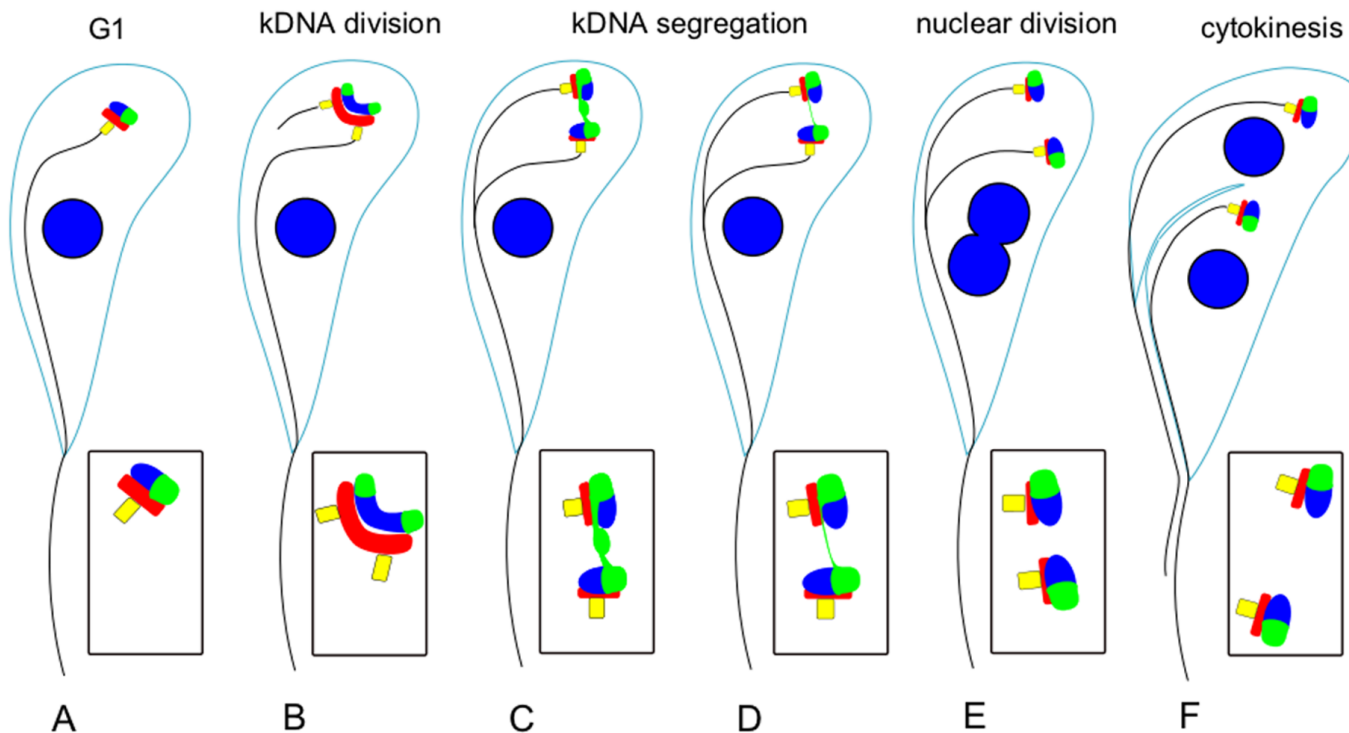 G1
kDNA division
kDNA segregation
nuclear division
cytokinesis
A
B
C
D
E
F